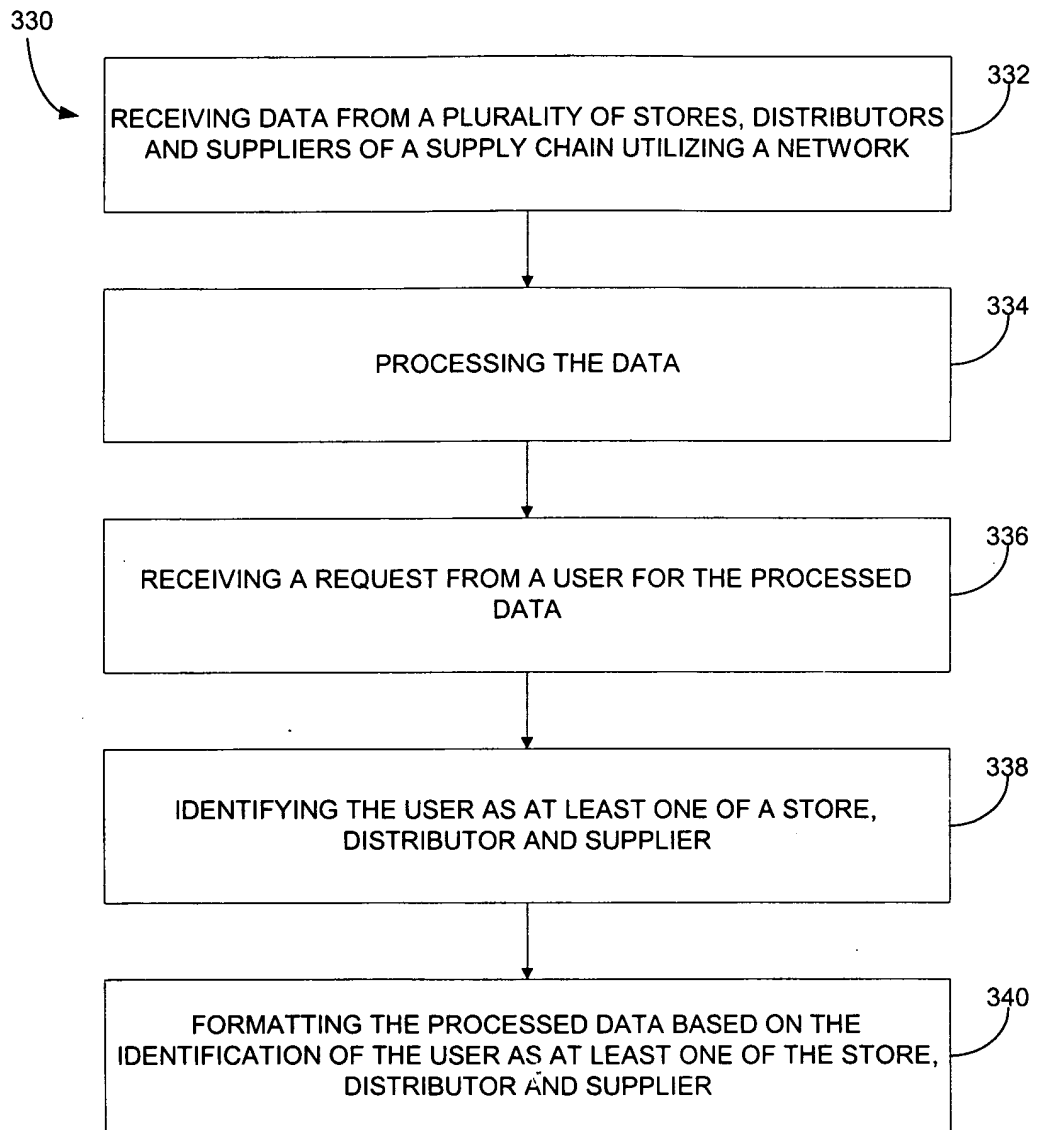 330
332
RECEIVING DATA FROM A PLURALITY OF STORES, DISTRIBUTORS
AND SUPPLIERS OF A SUPPLY CHAIN UTILIZING A NETWORK
334
PROCESSING THE DATA
336
RECEIVING A REQUEST FROM A USER FOR THE PROCESSED
DATA
338
IDENTIFYING THE USER AS AT LEAST ONE OF A STORE,
DISTRIBUTOR AND SUPPLIER
340
FORMATTING THE PROCESSED DATA BASED ON THE
IDENTIFICATION OF THE USER AS AT LEAST ONE OF THE STORE,
DISTRIBUTOR AND SUPPLIER